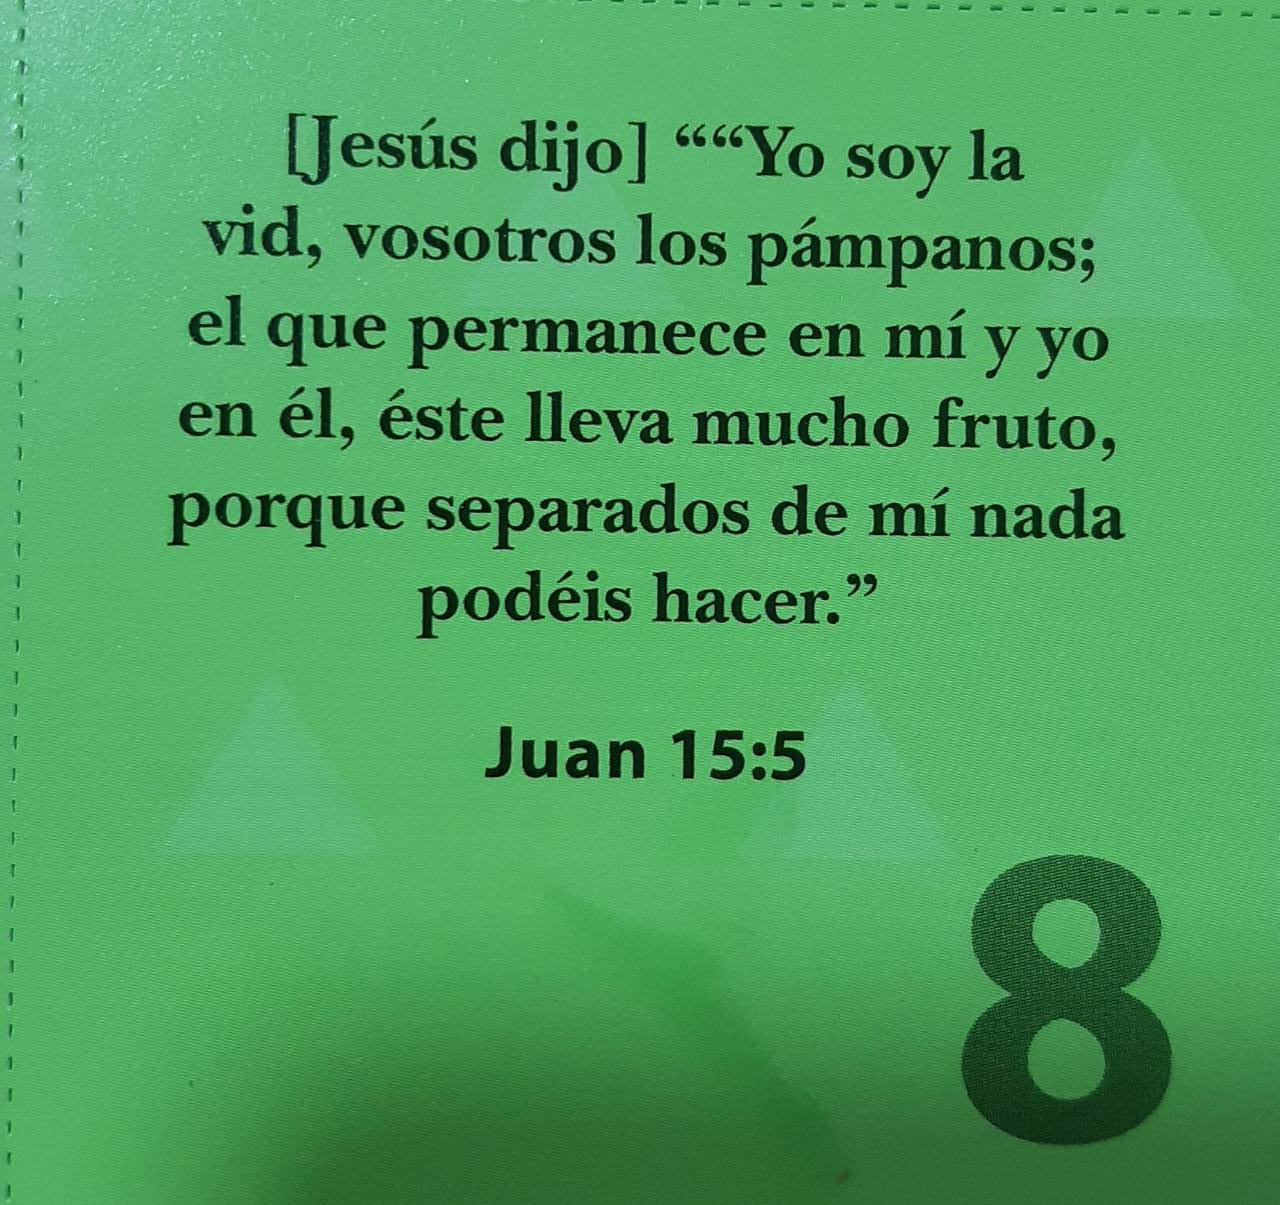 [Jesús dijo] ““Yo soy la
vid, vosotros los pámpanos;
el que permanece en mí y yo
en él, éste lleva mucho fruto,
porque separados de mí nada
podéis hacer.”
Juan 15:5
8